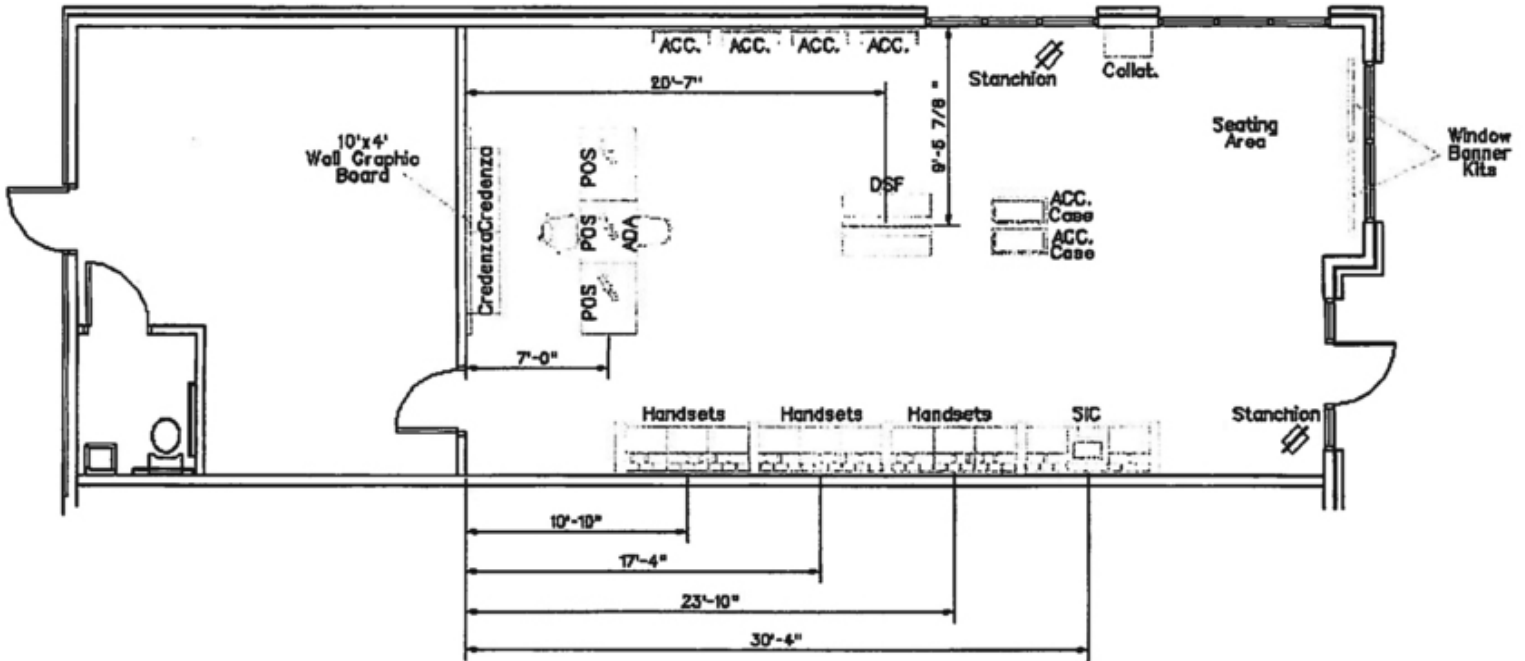 ACC. ACC. ACC. ACC.
Stanchion
Collat.
20'-7"
9'-5 7/8 "
10'x4'
Wall Graphic
Board
Seating
Area
Window
Banner
Kits
Credenza
Credenza
POS
POS
POS
ADA
DSF
ACC.
Case
ACC.
Case
7'-0"
Handsets Handsets Handsets SIC
Stanchion
10'-10"
17'-4"
23'-10"
30'-4"